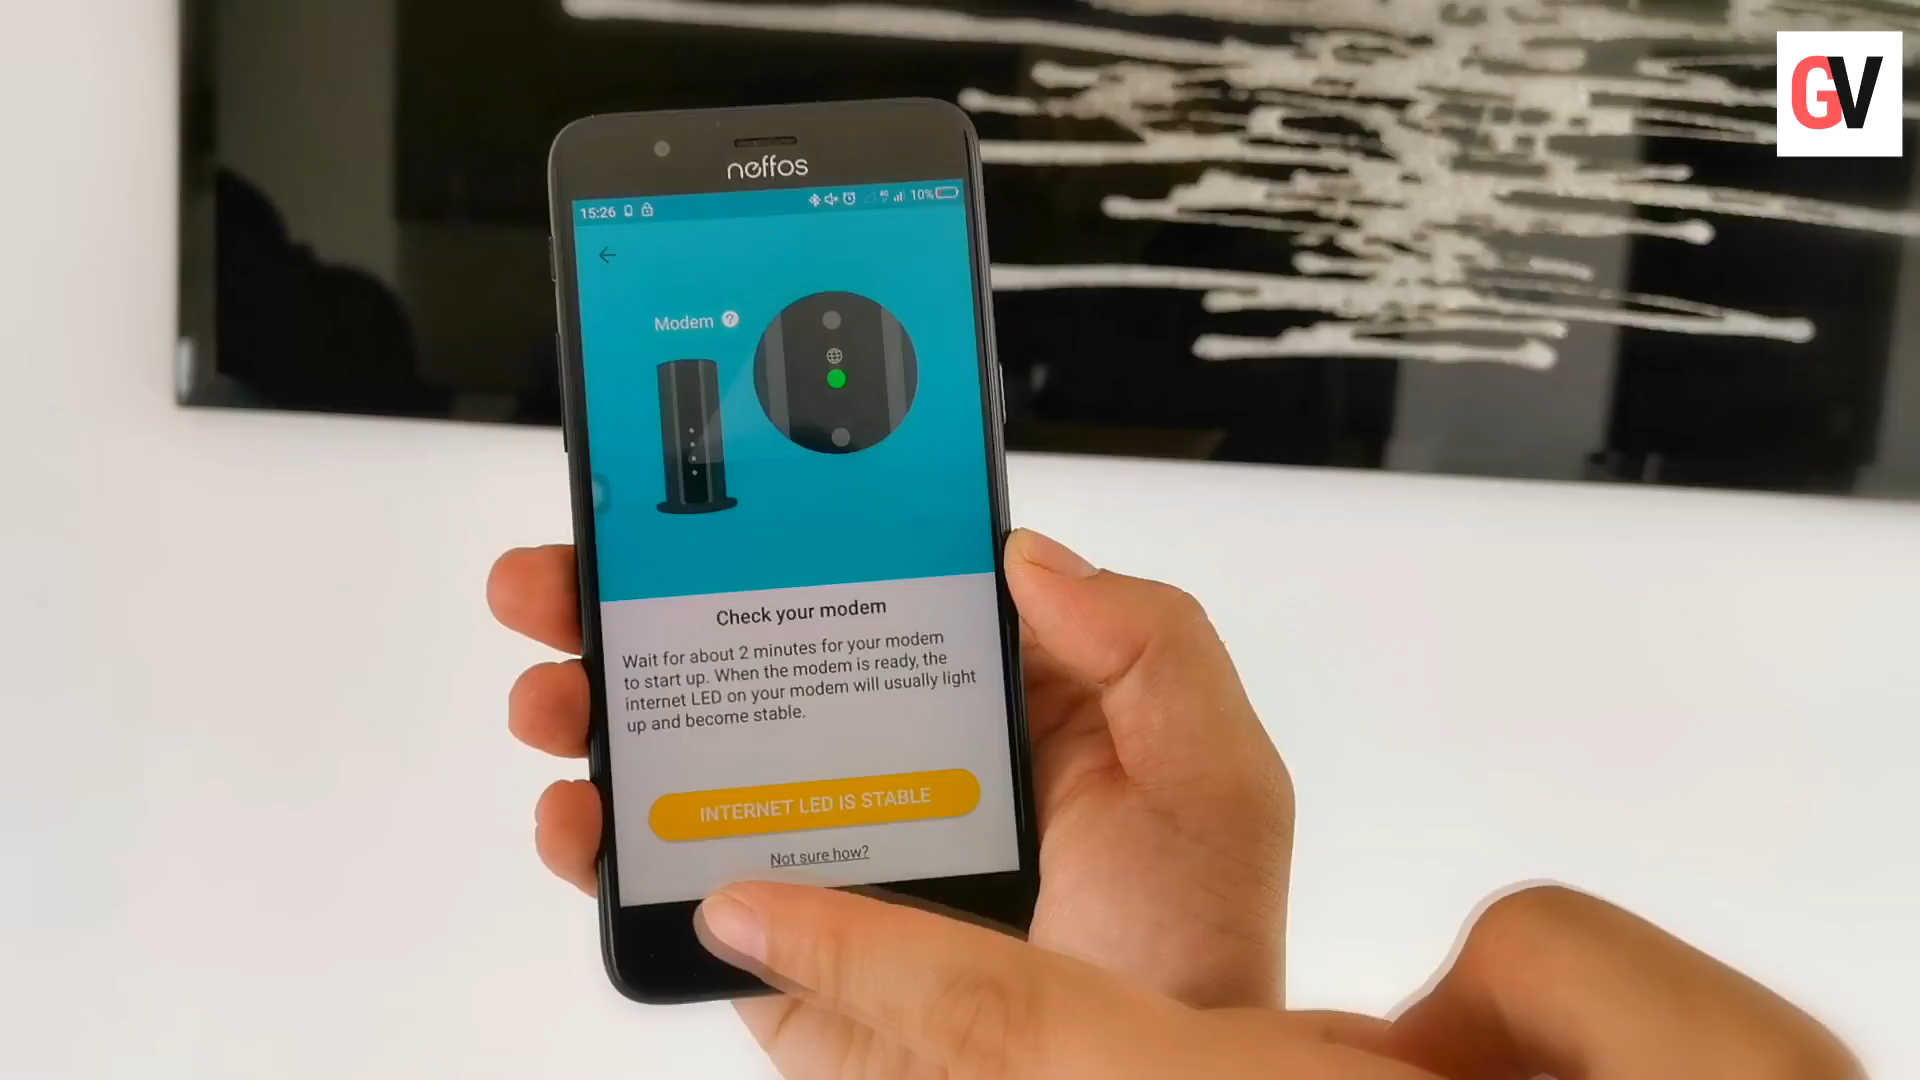 GV
neffos
15:26
10%
Modem ?
Check your modem
Wait for about 2 minutes for your modem
to start up. When the modem is ready, the
internet LED on your modem will usually light
up and become stable.
INTERNET LED IS STABLE
Not sure how?